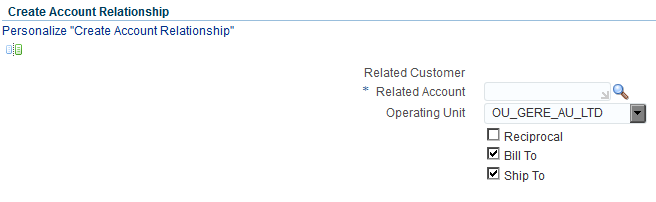 Create Account Relationship
Personalize "Create Account Relationship"
Related Customer
* Related Account
Operating Unit OU_GERE_AU_LTD
Reciprocal
Bill To
Ship To